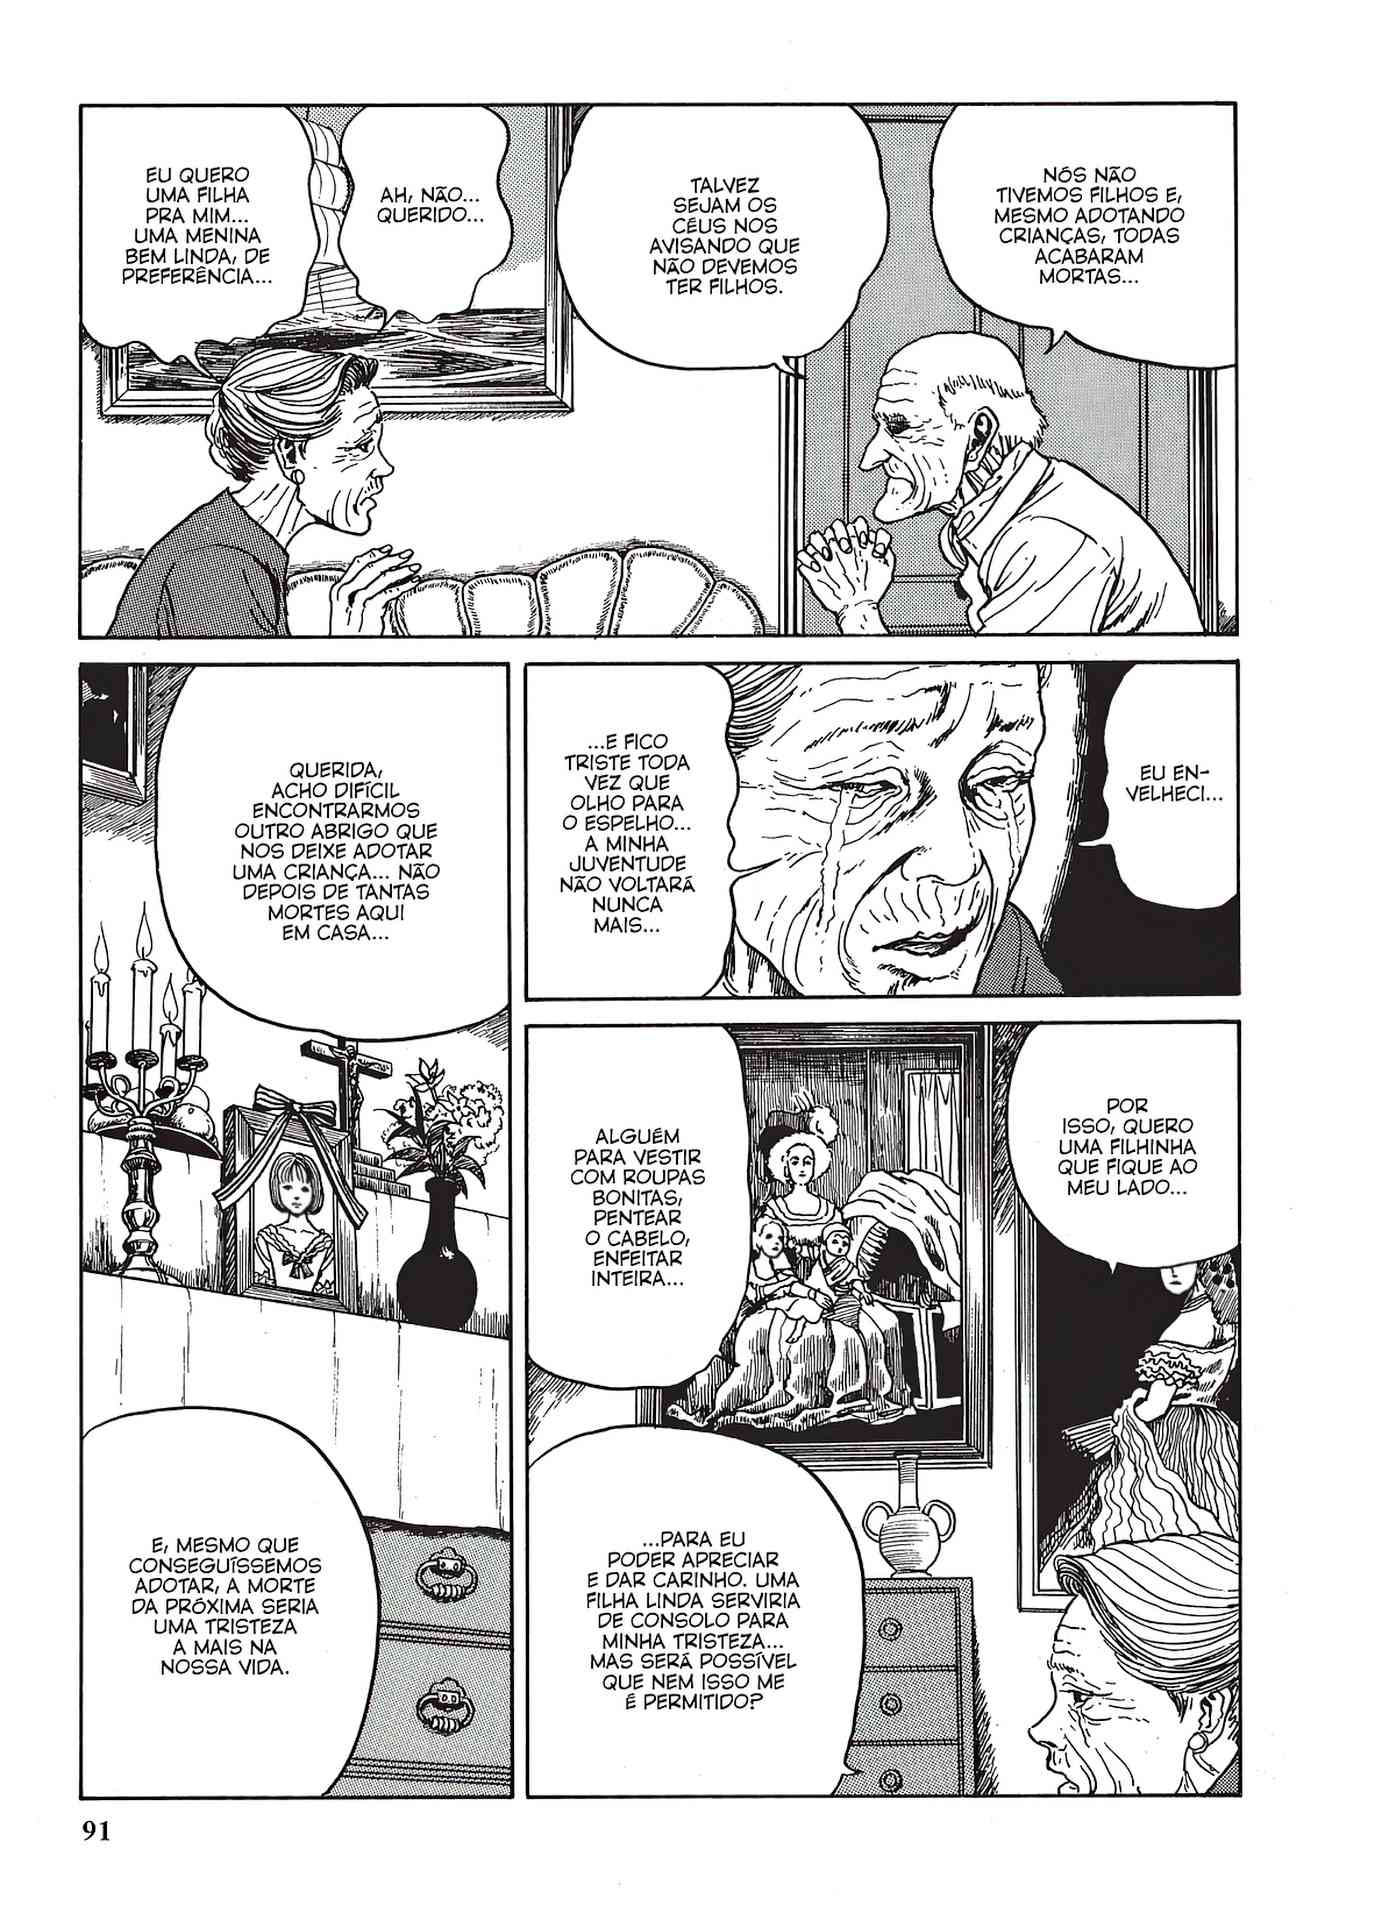 NÓS NÃO
TIVEMOS FILHOS E,
MESMO ADOTANDO
CRIANÇAS, TODAS
ACABARAM
MORTAS...
TALVEZ
SEJAM OS
CÉUS NOS
AVISANDO QUE
NÃO DEVEMOS
TER FILHOS.
AH, NÃO...
QUERIDO...
EU QUERO
UMA FILHA
PRA MIM...
UMA MENINA
BEM LINDA, DE
PREFERÊNCIA...
EU EN-
VELHECI...
...E FICO
TRISTE TODA
VEZ QUE
OLHO PARA
O ESPELHO...
A MINHA
JUVENTUDE
NÃO VOLTARÁ
NUNCA
MAIS...
POR
ISSO, QUERO
UMA FILHINHA
QUE FIQUE AO
MEU LADO...
ALGUÉM
PARA VESTIR
COM ROUPAS
BONITAS,
PENTEAR
O CABELO,
ENFEITAR
INTEIRA...
...PARA EU
PODER APRECIAR
E DAR CARINHO. UMA
FILHA LINDA SERVIRIA
DE CONSOLO PARA
MINHA TRISTEZA...
MAS SERÁ POSSÍVEL
QUE NEM ISSO ME
É PERMITIDO?
QUERIDA,
ACHO DIFÍCIL
ENCONTRARMOS
OUTRO ABRIGO QUE
NOS DEIXE ADOTAR
UMA CRIANÇA... NÃO
DEPOIS DE TANTAS
MORTES AQUI
EM CASA...
E, MESMO QUE
CONSEGUÍSSEMOS
ADOTAR, A MORTE
DA PRÓXIMA SERIA
UMA TRISTEZA
A MAIS NA
NOSSA VIDA.
91